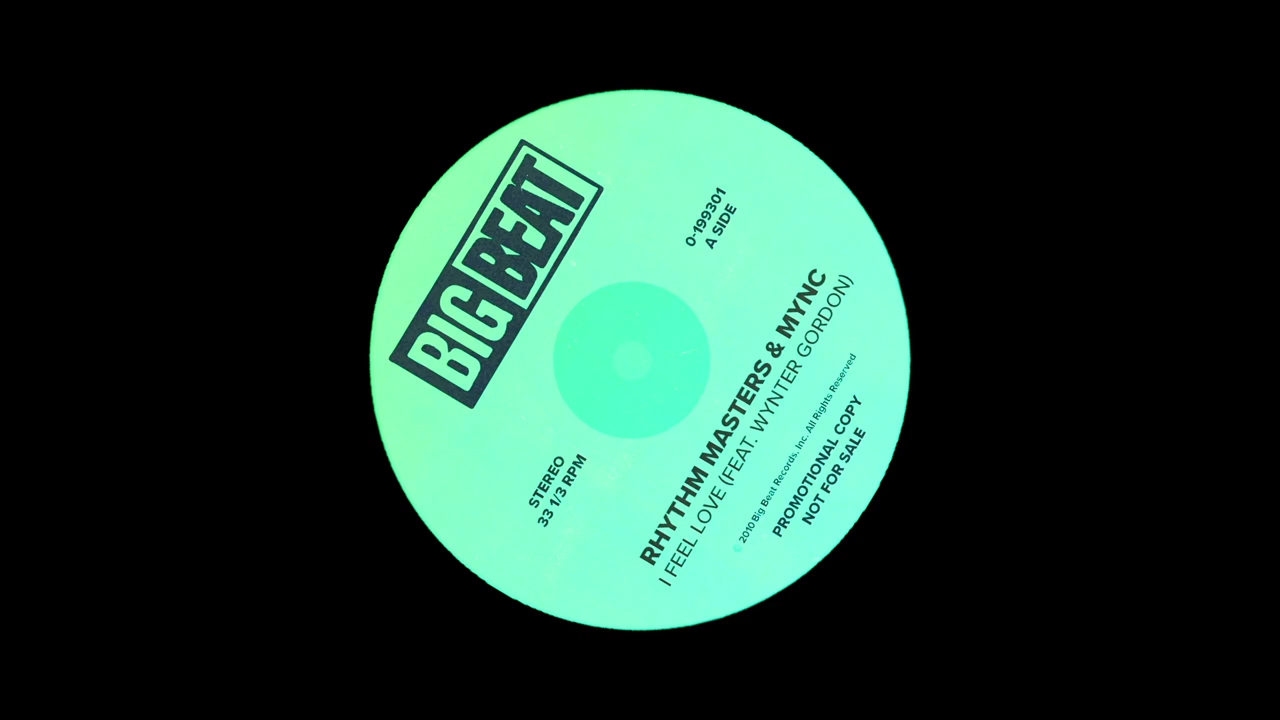 BIG BEAT
STEREO
33 1/3 RPM
0-199301
A SIDE
RHYTHM MASTERS & MYNC
I FEEL LOVE (FEAT. WYNTER GORDON)
© 2010 Big Beat Records, Inc. All Rights Reserved
PROMOTIONAL COPY
NOT FOR SALE